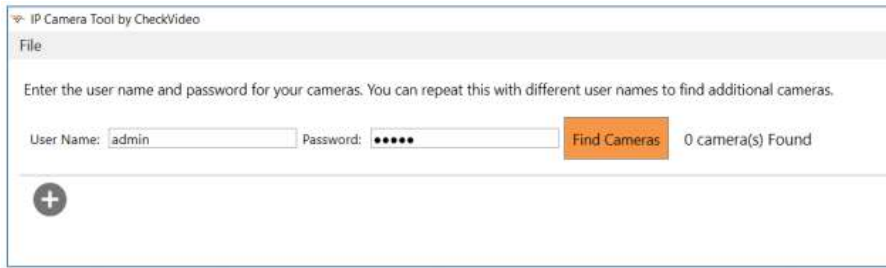 IP Camera Tool by CheckVideo
File
Enter the user name and password for your cameras. You can repeat this with different user names to find additional cameras.
User Name: admin Password: ●●●●● Find Cameras 0 camera(s) Found